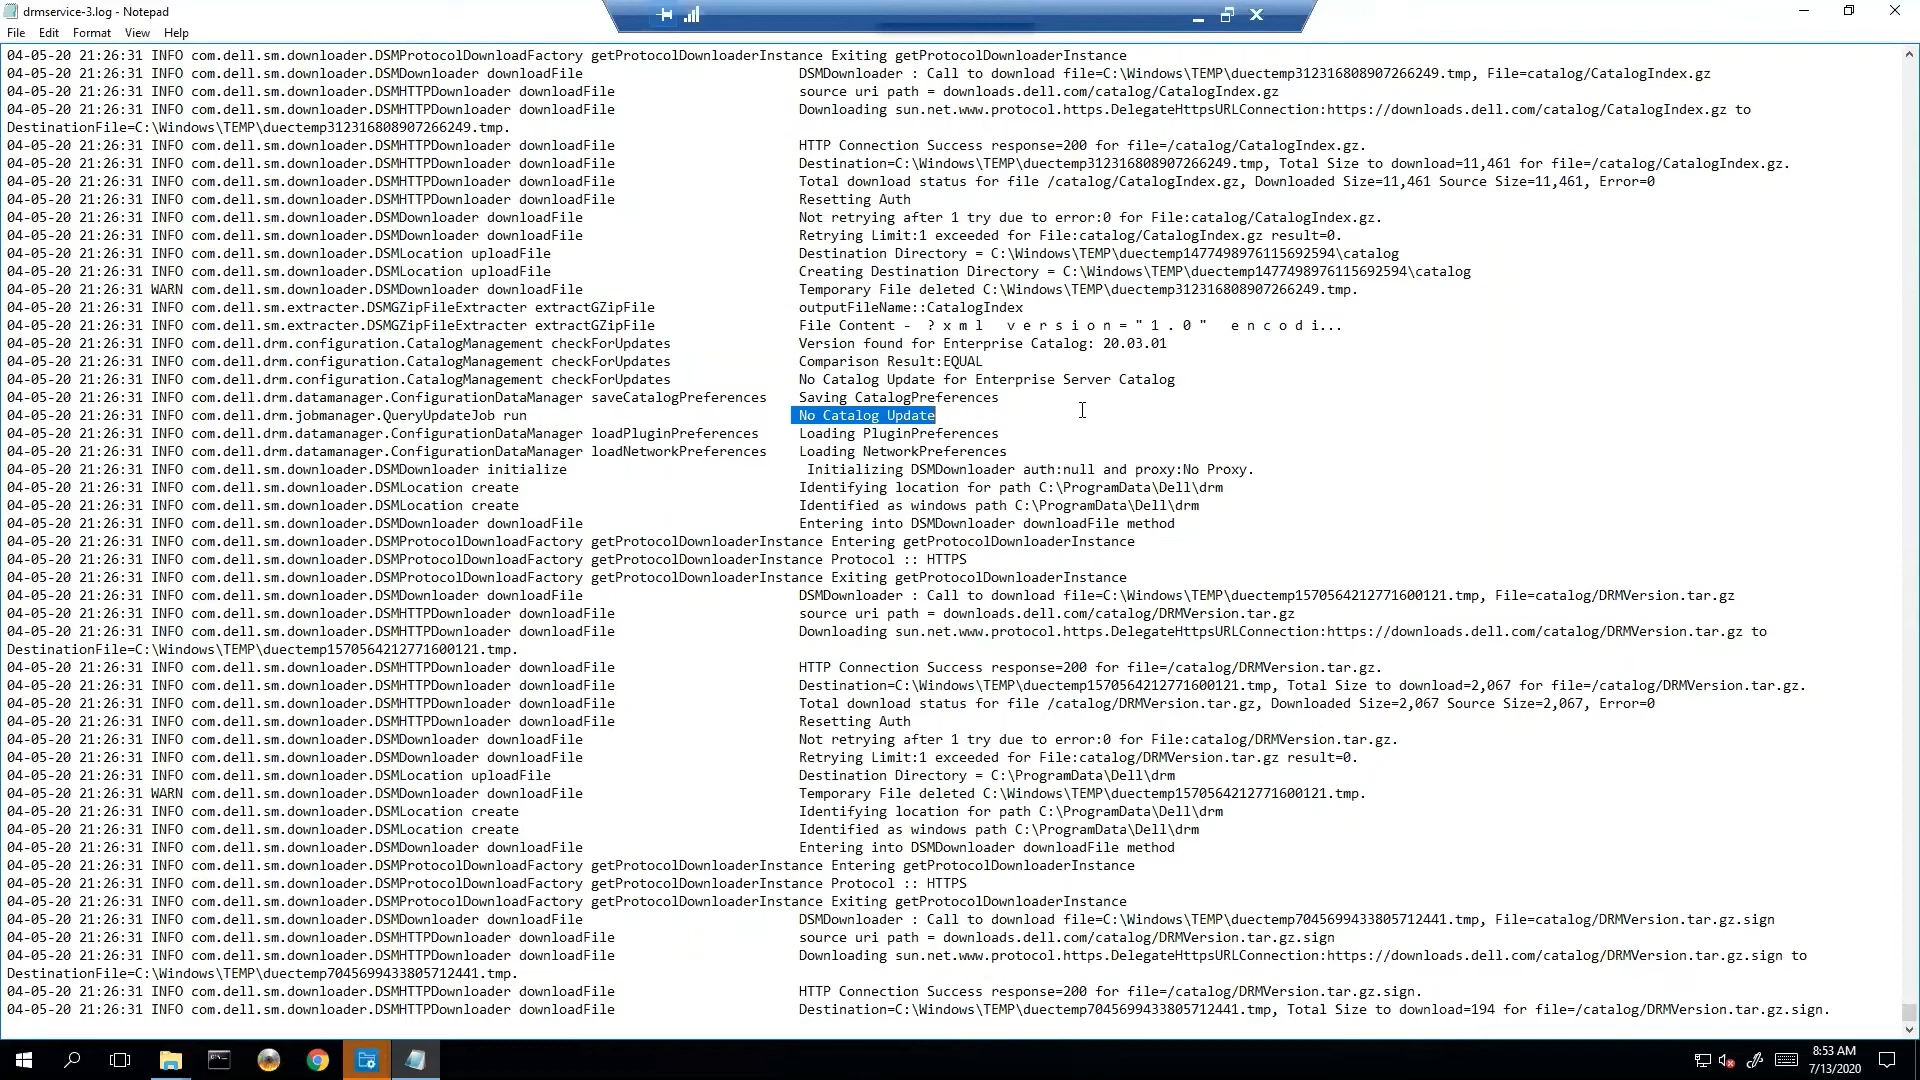 drmservice-3.log - Notepad
File Edit Format View Help
04-05-20 21:26:31 INFO com.dell.sm.downloader.DSMProtocolDownloadFactory getProtocolDownloaderInstance Exiting getProtocolDownloaderInstance
04-05-20 21:26:31 INFO com.dell.sm.downloader.DSMDownloader downloadFile DSMDownloader : Call to download file=C:\Windows\TEMP\duectemp312316808907266249.tmp, File=catalog/CatalogIndex.gz
04-05-20 21:26:31 INFO com.dell.sm.downloader.DSMHTTPDownloader downloadFile source uri path = downloads.dell.com/catalog/CatalogIndex.gz
04-05-20 21:26:31 INFO com.dell.sm.downloader.DSMHTTPDownloader downloadFile Downloading sun.net.www.protocol.https.DelegateHttpsURLConnection:https://downloads.dell.com/catalog/CatalogIndex.gz to
DestinationFile=C:\Windows\TEMP\duectemp312316808907266249.tmp.
04-05-20 21:26:31 INFO com.dell.sm.downloader.DSMHTTPDownloader downloadFile HTTP Connection Success response=200 for file=/catalog/CatalogIndex.gz.
04-05-20 21:26:31 INFO com.dell.sm.downloader.DSMHTTPDownloader downloadFile Destination=C:\Windows\TEMP\duectemp312316808907266249.tmp, Total Size to download=11,461 for file=/catalog/CatalogIndex.gz.
04-05-20 21:26:31 INFO com.dell.sm.downloader.DSMHTTPDownloader downloadFile Total download status for file /catalog/CatalogIndex.gz, Downloaded Size=11,461 Source Size=11,461, Error=0
04-05-20 21:26:31 INFO com.dell.sm.downloader.DSMHTTPDownloader downloadFile Resetting Auth
04-05-20 21:26:31 INFO com.dell.sm.downloader.DSMDownloader downloadFile Not retrying after 1 try due to error:0 for File:catalog/CatalogIndex.gz.
04-05-20 21:26:31 INFO com.dell.sm.downloader.DSMDownloader downloadFile Retrying Limit:1 exceeded for File:catalog/CatalogIndex.gz result=0.
04-05-20 21:26:31 INFO com.dell.sm.downloader.DSMLocation uploadFile Destination Directory = C:\Windows\TEMP\duectemp1477498976115692594\catalog
04-05-20 21:26:31 INFO com.dell.sm.downloader.DSMLocation uploadFile Creating Destination Directory = C:\Windows\TEMP\duectemp1477498976115692594\catalog
04-05-20 21:26:31 WARN com.dell.sm.downloader.DSMDownloader downloadFile Temporary File deleted C:\Windows\TEMP\duectemp312316808907266249.tmp.
04-05-20 21:26:31 INFO com.dell.sm.extracter.DSMGZipFileExtracter extractGZipFile outputFileName::CatalogIndex
04-05-20 21:26:31 INFO com.dell.sm.extracter.DSMGZipFileExtracter extractGZipFile File Content - ? x m l v e r s i o n = " 1 . 0 " e n c o d i...
04-05-20 21:26:31 INFO com.dell.drm.configuration.CatalogManagement checkForUpdates Version found for Enterprise Catalog: 20.03.01
04-05-20 21:26:31 INFO com.dell.drm.configuration.CatalogManagement checkForUpdates Comparison Result:EQUAL
04-05-20 21:26:31 INFO com.dell.drm.configuration.CatalogManagement checkForUpdates No Catalog Update for Enterprise Server Catalog
04-05-20 21:26:31 INFO com.dell.drm.datamanager.ConfigurationDataManager saveCatalogPreferences Saving CatalogPreferences
04-05-20 21:26:31 INFO com.dell.drm.jobmanager.QueryUpdateJob run No Catalog Update
04-05-20 21:26:31 INFO com.dell.drm.datamanager.ConfigurationDataManager loadPluginPreferences Loading PluginPreferences
04-05-20 21:26:31 INFO com.dell.drm.datamanager.ConfigurationDataManager loadNetworkPreferences Loading NetworkPreferences
04-05-20 21:26:31 INFO com.dell.sm.downloader.DSMDownloader initialize Initializing DSMDownloader auth:null and proxy:No Proxy.
04-05-20 21:26:31 INFO com.dell.sm.downloader.DSMLocation create Identifying location for path C:\ProgramData\Dell\drm
04-05-20 21:26:31 INFO com.dell.sm.downloader.DSMLocation create Identified as windows path C:\ProgramData\Dell\drm
04-05-20 21:26:31 INFO com.dell.sm.downloader.DSMDownloader downloadFile Entering into DSMDownloader downloadFile method
04-05-20 21:26:31 INFO com.dell.sm.downloader.DSMProtocolDownloadFactory getProtocolDownloaderInstance Entering getProtocolDownloaderInstance
04-05-20 21:26:31 INFO com.dell.sm.downloader.DSMProtocolDownloadFactory getProtocolDownloaderInstance Protocol :: HTTPS
04-05-20 21:26:31 INFO com.dell.sm.downloader.DSMProtocolDownloadFactory getProtocolDownloaderInstance Exiting getProtocolDownloaderInstance
04-05-20 21:26:31 INFO com.dell.sm.downloader.DSMDownloader downloadFile DSMDownloader : Call to download file=C:\Windows\TEMP\duectemp1570564212771600121.tmp, File=catalog/DRMVersion.tar.gz
04-05-20 21:26:31 INFO com.dell.sm.downloader.DSMHTTPDownloader downloadFile source uri path = downloads.dell.com/catalog/DRMVersion.tar.gz
04-05-20 21:26:31 INFO com.dell.sm.downloader.DSMHTTPDownloader downloadFile Downloading sun.net.www.protocol.https.DelegateHttpsURLConnection:https://downloads.dell.com/catalog/DRMVersion.tar.gz to
DestinationFile=C:\Windows\TEMP\duectemp1570564212771600121.tmp.
04-05-20 21:26:31 INFO com.dell.sm.downloader.DSMHTTPDownloader downloadFile HTTP Connection Success response=200 for file=/catalog/DRMVersion.tar.gz.
04-05-20 21:26:31 INFO com.dell.sm.downloader.DSMHTTPDownloader downloadFile Destination=C:\Windows\TEMP\duectemp1570564212771600121.tmp, Total Size to download=2,067 for file=/catalog/DRMVersion.tar.gz.
04-05-20 21:26:31 INFO com.dell.sm.downloader.DSMHTTPDownloader downloadFile Total download status for file /catalog/DRMVersion.tar.gz, Downloaded Size=2,067 Source Size=2,067, Error=0
04-05-20 21:26:31 INFO com.dell.sm.downloader.DSMHTTPDownloader downloadFile Resetting Auth
04-05-20 21:26:31 INFO com.dell.sm.downloader.DSMDownloader downloadFile Not retrying after 1 try due to error:0 for File:catalog/DRMVersion.tar.gz.
04-05-20 21:26:31 INFO com.dell.sm.downloader.DSMDownloader downloadFile Retrying Limit:1 exceeded for File:catalog/DRMVersion.tar.gz result=0.
04-05-20 21:26:31 INFO com.dell.sm.downloader.DSMLocation uploadFile Destination Directory = C:\ProgramData\Dell\drm
04-05-20 21:26:31 WARN com.dell.sm.downloader.DSMDownloader downloadFile Temporary File deleted C:\Windows\TEMP\duectemp1570564212771600121.tmp.
04-05-20 21:26:31 INFO com.dell.sm.downloader.DSMLocation create Identifying location for path C:\ProgramData\Dell\drm
04-05-20 21:26:31 INFO com.dell.sm.downloader.DSMLocation create Identified as windows path C:\ProgramData\Dell\drm
04-05-20 21:26:31 INFO com.dell.sm.downloader.DSMDownloader downloadFile Entering into DSMDownloader downloadFile method
04-05-20 21:26:31 INFO com.dell.sm.downloader.DSMProtocolDownloadFactory getProtocolDownloaderInstance Entering getProtocolDownloaderInstance
04-05-20 21:26:31 INFO com.dell.sm.downloader.DSMProtocolDownloadFactory getProtocolDownloaderInstance Protocol :: HTTPS
04-05-20 21:26:31 INFO com.dell.sm.downloader.DSMProtocolDownloadFactory getProtocolDownloaderInstance Exiting getProtocolDownloaderInstance
04-05-20 21:26:31 INFO com.dell.sm.downloader.DSMDownloader downloadFile DSMDownloader : Call to download file=C:\Windows\TEMP\duectemp7045699433805712441.tmp, File=catalog/DRMVersion.tar.gz.sign
04-05-20 21:26:31 INFO com.dell.sm.downloader.DSMHTTPDownloader downloadFile source uri path = downloads.dell.com/catalog/DRMVersion.tar.gz.sign
04-05-20 21:26:31 INFO com.dell.sm.downloader.DSMHTTPDownloader downloadFile Downloading sun.net.www.protocol.https.DelegateHttpsURLConnection:https://downloads.dell.com/catalog/DRMVersion.tar.gz.sign to
DestinationFile=C:\Windows\TEMP\duectemp7045699433805712441.tmp.
04-05-20 21:26:31 INFO com.dell.sm.downloader.DSMHTTPDownloader downloadFile HTTP Connection Success response=200 for file=/catalog/DRMVersion.tar.gz.sign.
04-05-20 21:26:31 INFO com.dell.sm.downloader.DSMHTTPDownloader downloadFile Destination=C:\Windows\TEMP\duectemp7045699433805712441.tmp, Total Size to download=194 for file=/catalog/DRMVersion.tar.gz.sign.
8:53 AM
7/13/2020